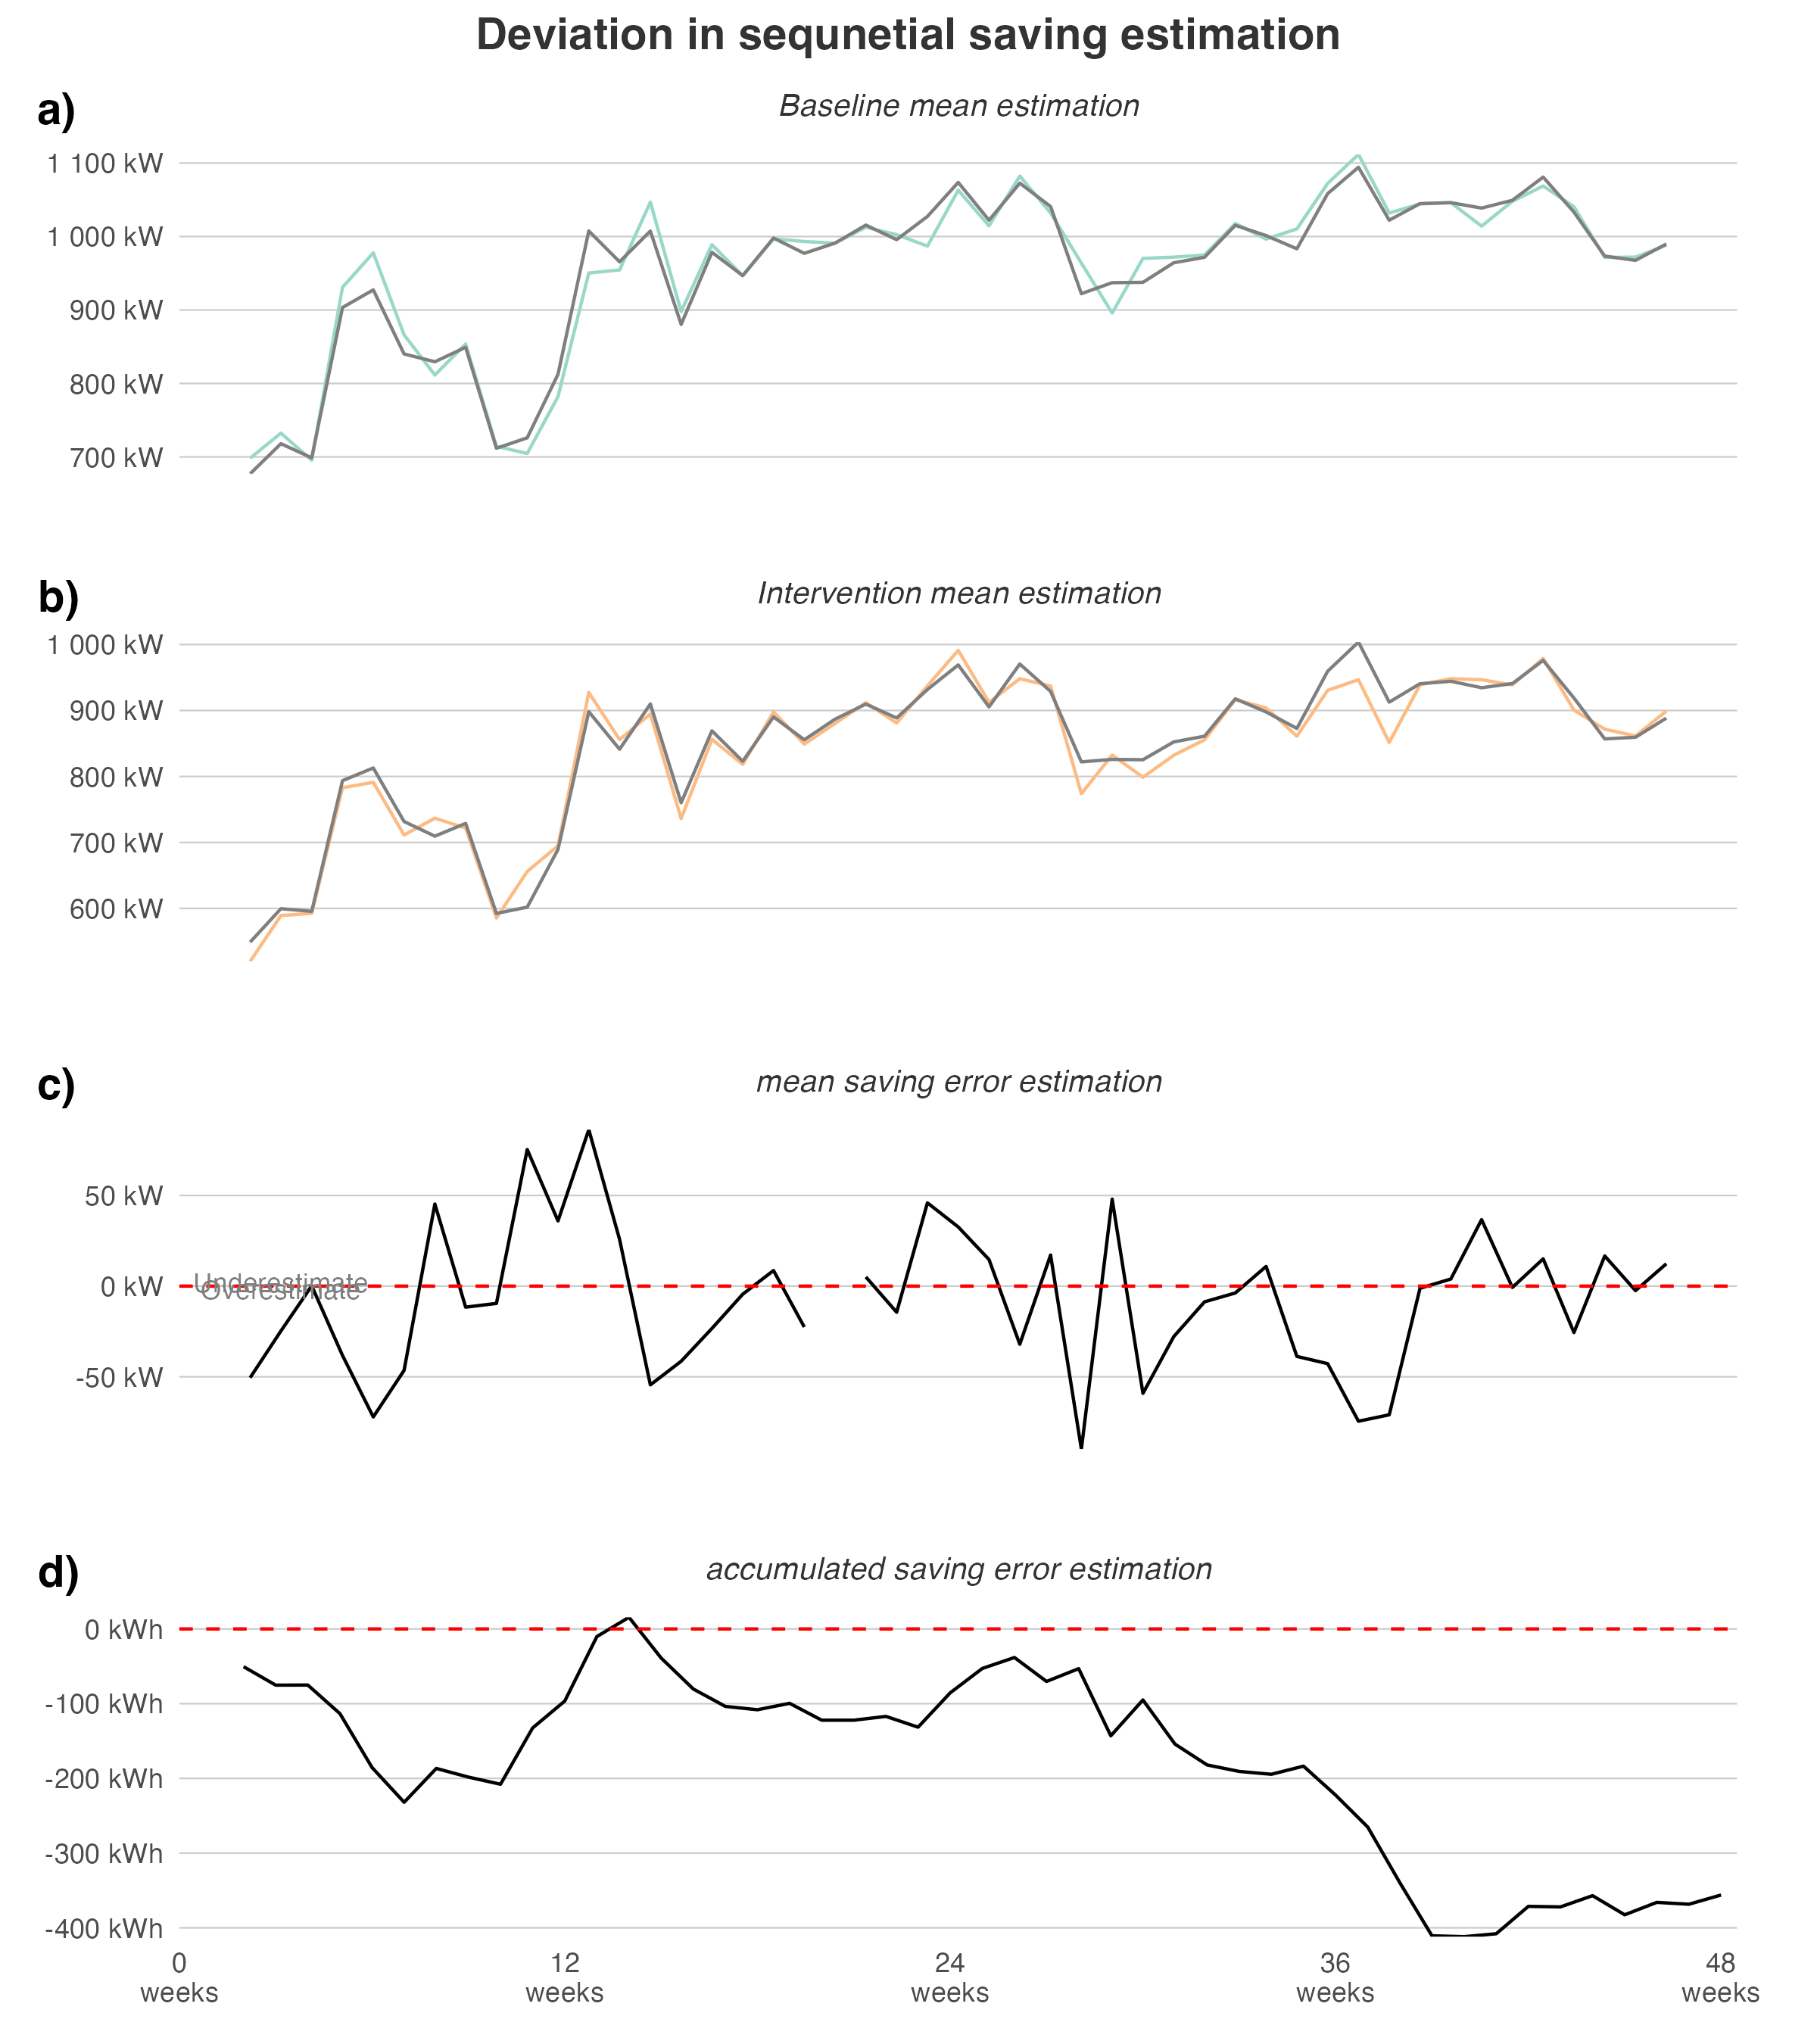 Deviation in sequnetial saving estimation
a)
Baseline mean estimation
1 100 kW
1 000 kW
900 kW
800 kW
700 kW
b)
Intervention mean estimation
1 000 kW
900 kW
800 kW
700 kW
600 kW
c)
mean saving error estimation
50 kW
Underestimate
0 kW
Overestimate
-50 kW
d)
accumulated saving error estimation
0 kWh
-100 kWh
-200 kWh
-300 kWh
-400 kWh
0 12 24 36 48
weeks weeks weeks weeks weeks